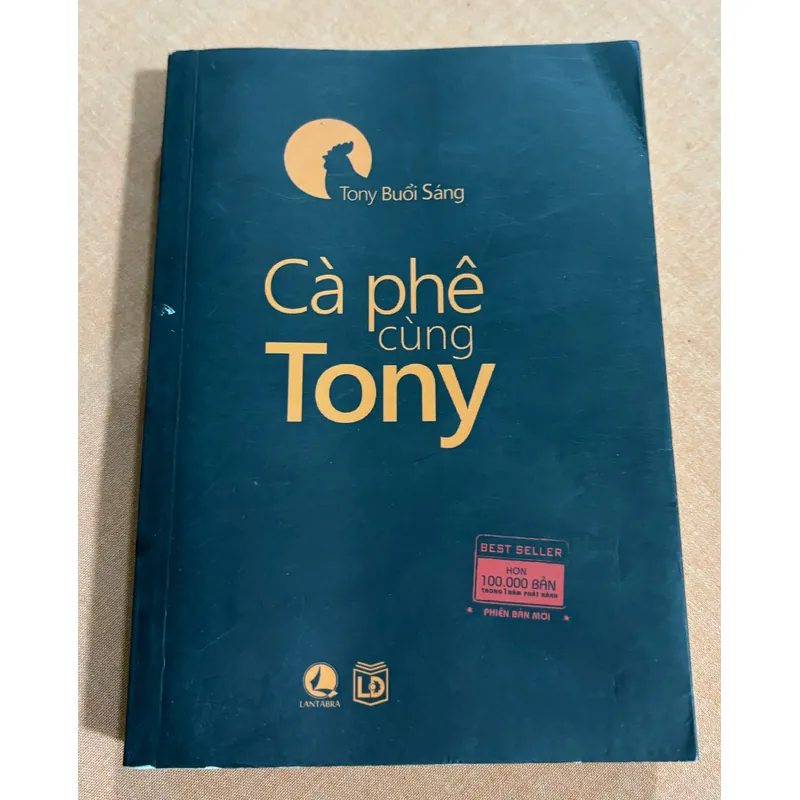 Tony Buổi Sáng
Cà phê
cùng
Tony
BEST SELLER
HƠN
100.000 BẢN
TRONG 1 NĂM PHÁT HÀNH
* PHIÊN BẢN MỚI *
LANTABRA
LĐ